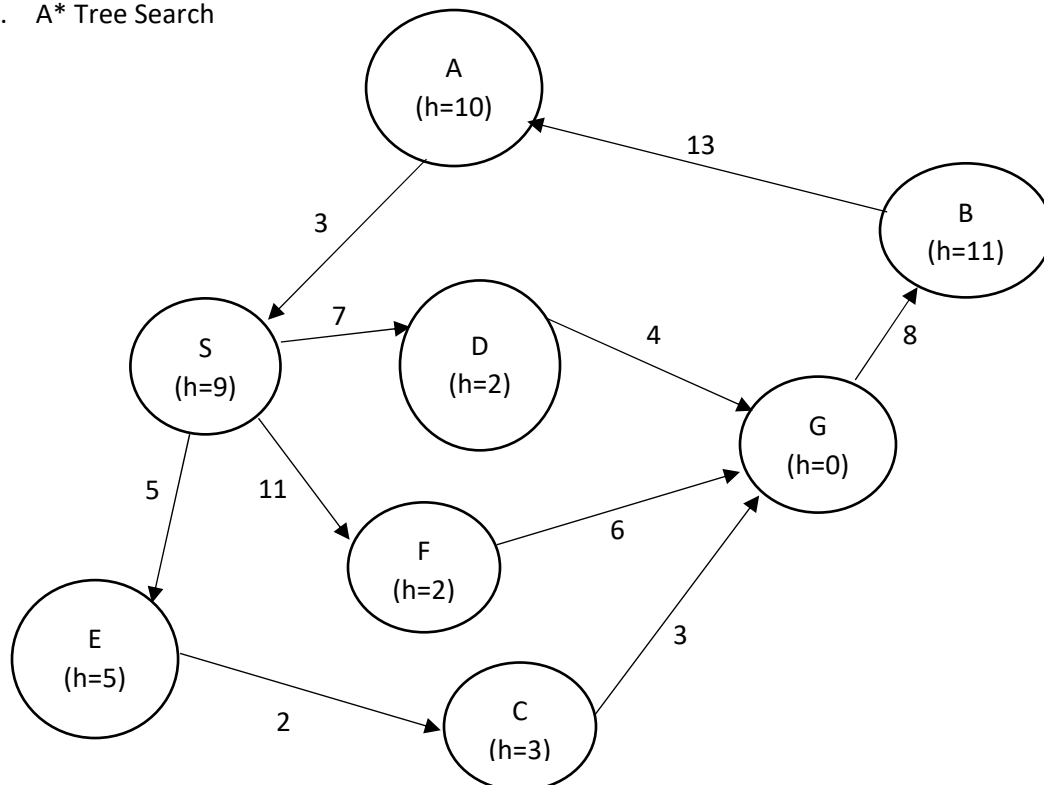 . A* Tree Search
A
(h=10)
13
B
(h=11)
3
7
D
(h=2)
4
8
S
(h=9)
G
(h=0)
5
11
F
(h=2)
6
E
(h=5)
3
2
C
(h=3)